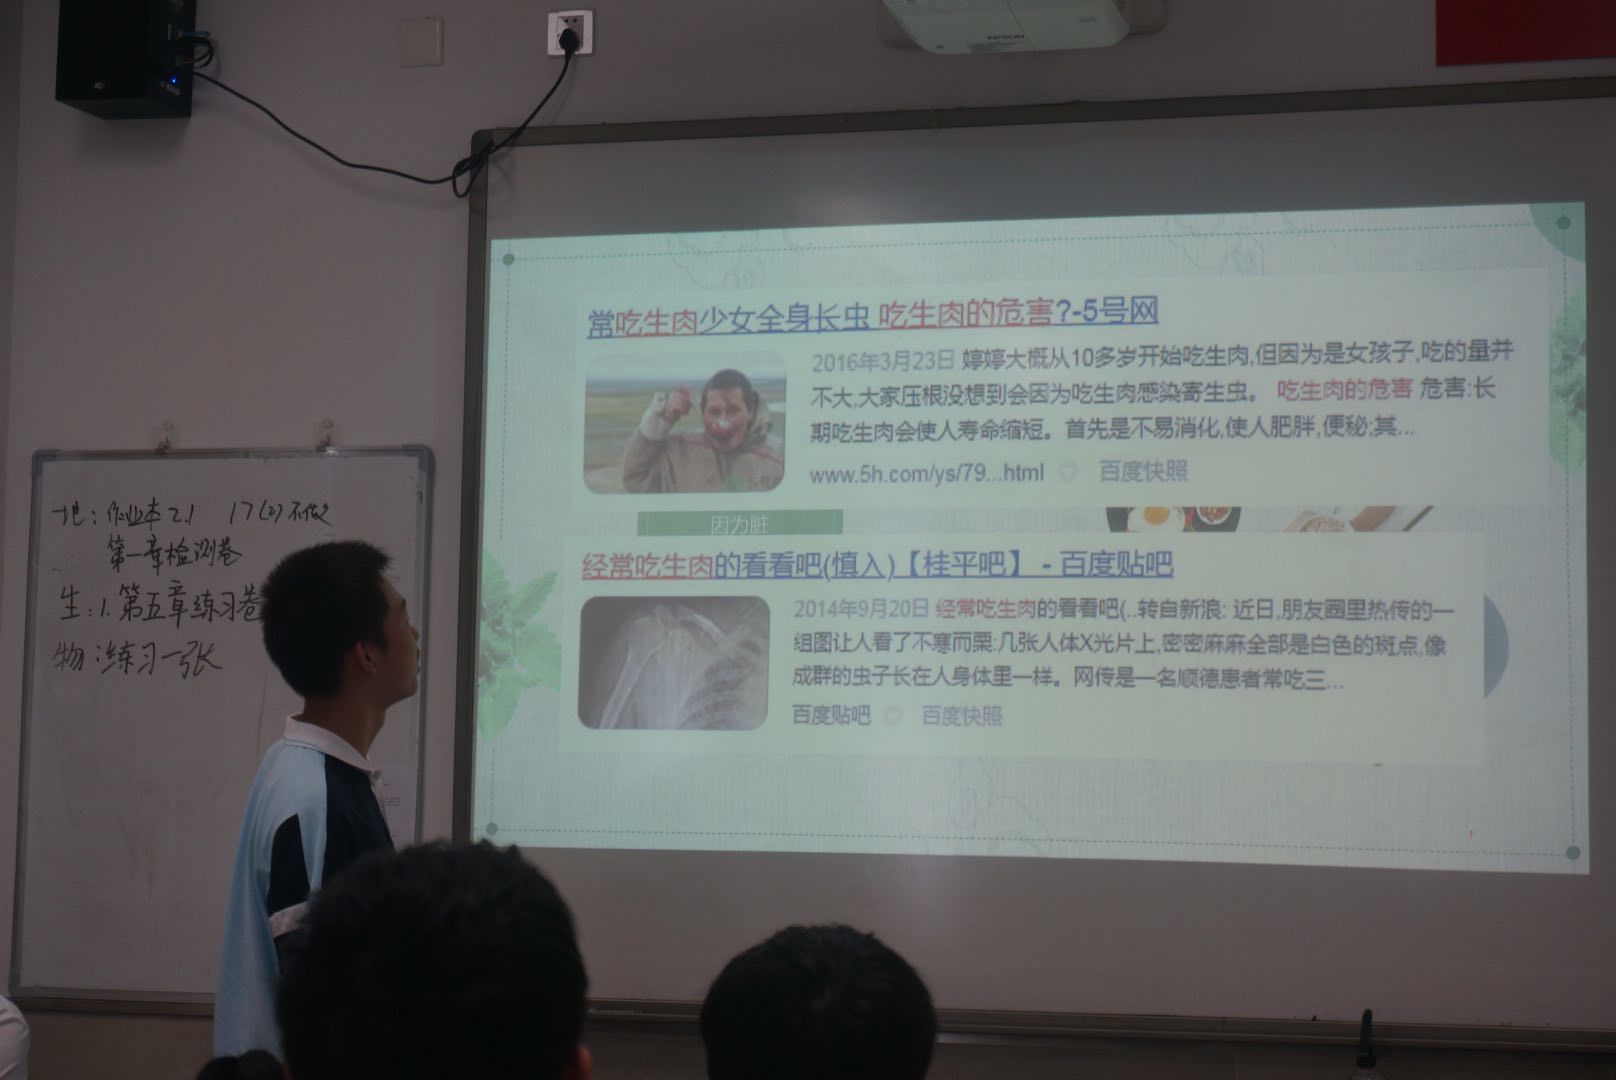 EPSON
常吃生肉少女全身长虫 吃生肉的危害?-5号网
2016年3月23日 婷婷大概从10多岁开始吃生肉,但因为是女孩子,吃的量并
不大,大家压根没想到会因为吃生肉感染寄生虫。 吃生肉的危害 危害:长
期吃生肉会使人寿命缩短。首先是不易消化,使人肥胖,便秘;其...
www.5h.com/ys/79...html 百度快照
因为脏
经常吃生肉的看看吧(慎入)【桂平吧】 - 百度贴吧
2014年9月20日 经常吃生肉的看看吧(..转自新浪: 近日,朋友圈里热传的一
组图让人看了不寒而栗:几张人体X光片上,密密麻麻全部是白色的斑点,像
成群的虫子长在人身体里一样。网传是一名顺德患者常吃三...
百度贴吧 百度快照
地:作业本2.1 17(2)不做
第一章检测卷
生:1.第五章练习卷
物:练习一张